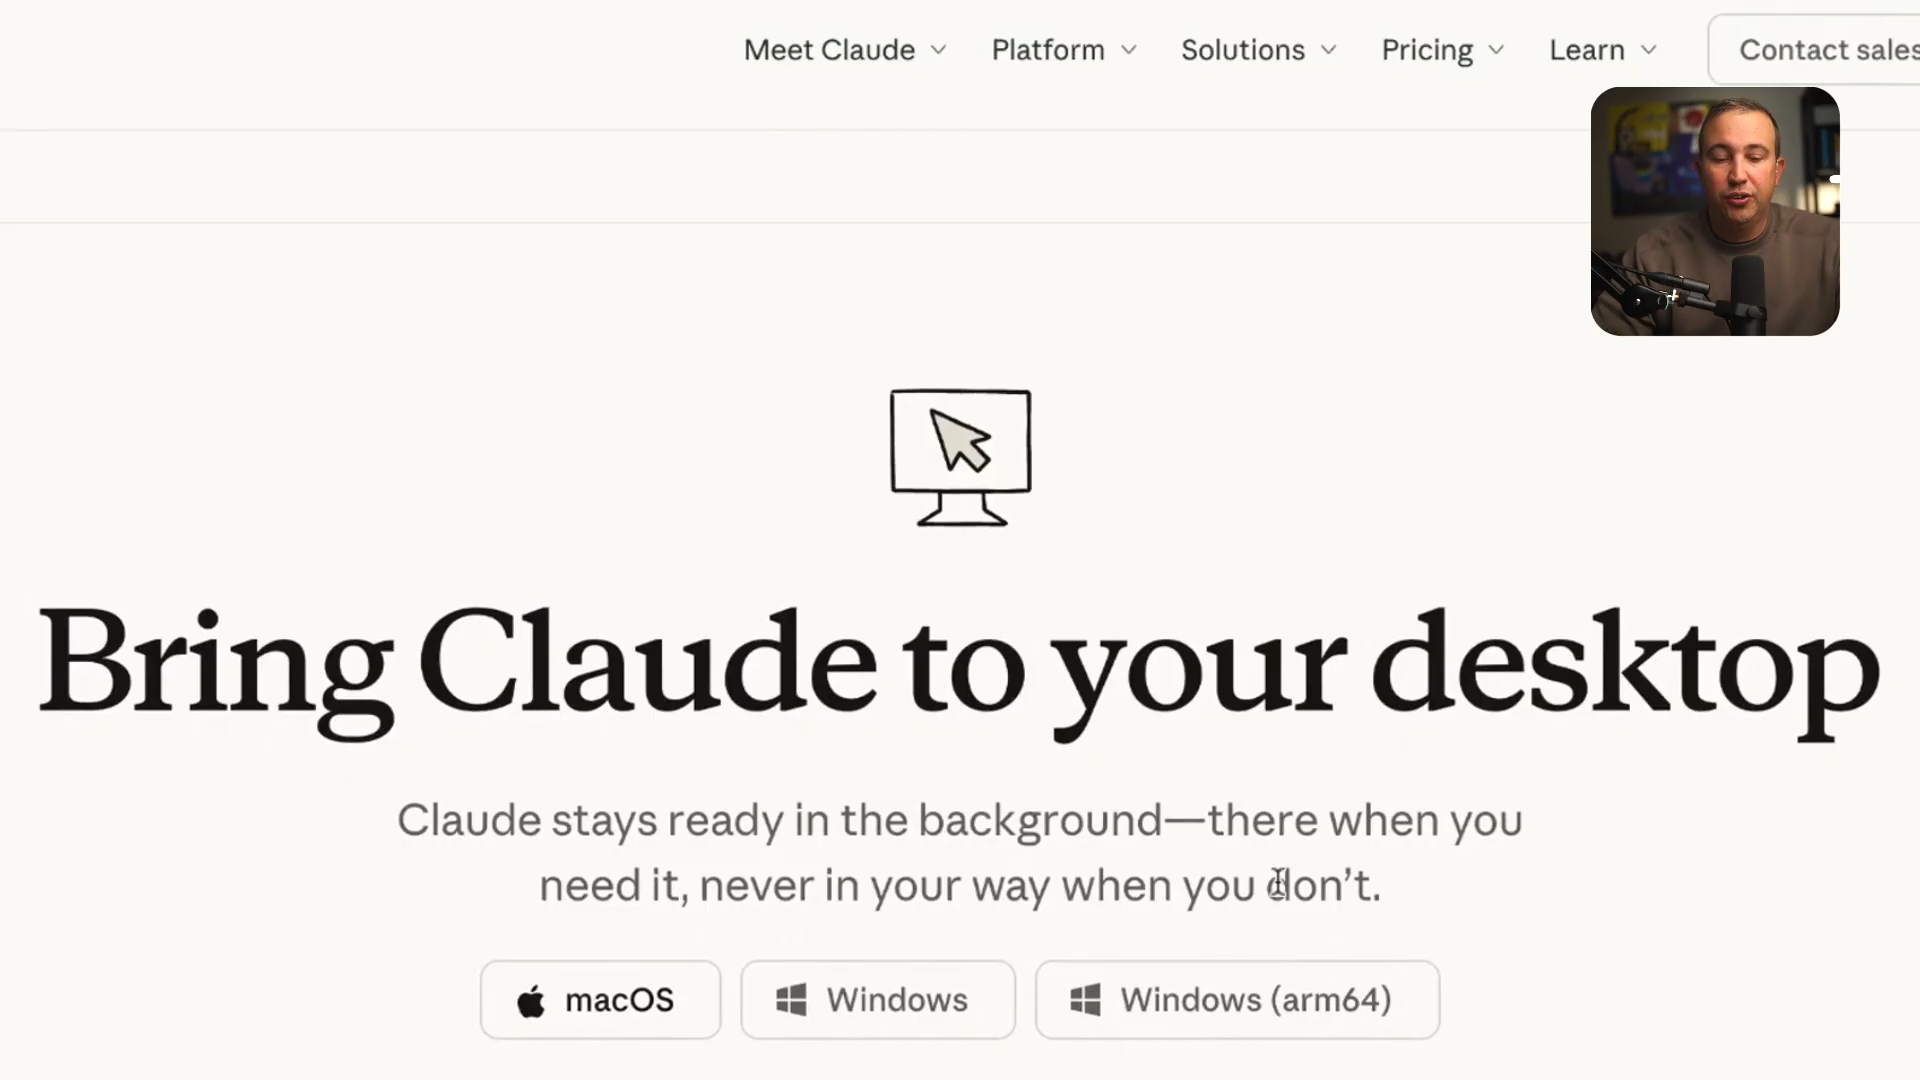 Meet Claude
Platform
Solutions
Pricing
Learn
Contact sales
Bring Claude to your desktop
Claude stays ready in the background—there when you
need it, never in your way when you don’t.
macOS
Windows
Windows (arm64)